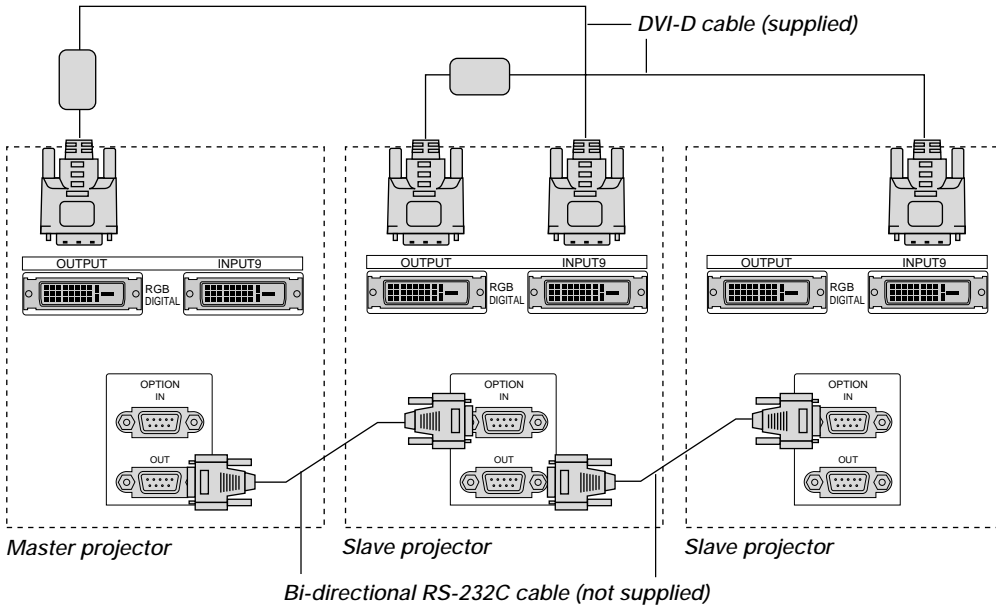 DVI-D cable (supplied)
OUTPUT INPUT9
RGB
DIGITAL
OUTPUT INPUT9
RGB
DIGITAL
OUTPUT INPUT9
RGB
DIGITAL
OPTION
IN
OUT
OPTION
IN
OUT
OPTION
IN
OUT
Master projector
Slave projector
Slave projector
Bi-directional RS-232C cable (not supplied)